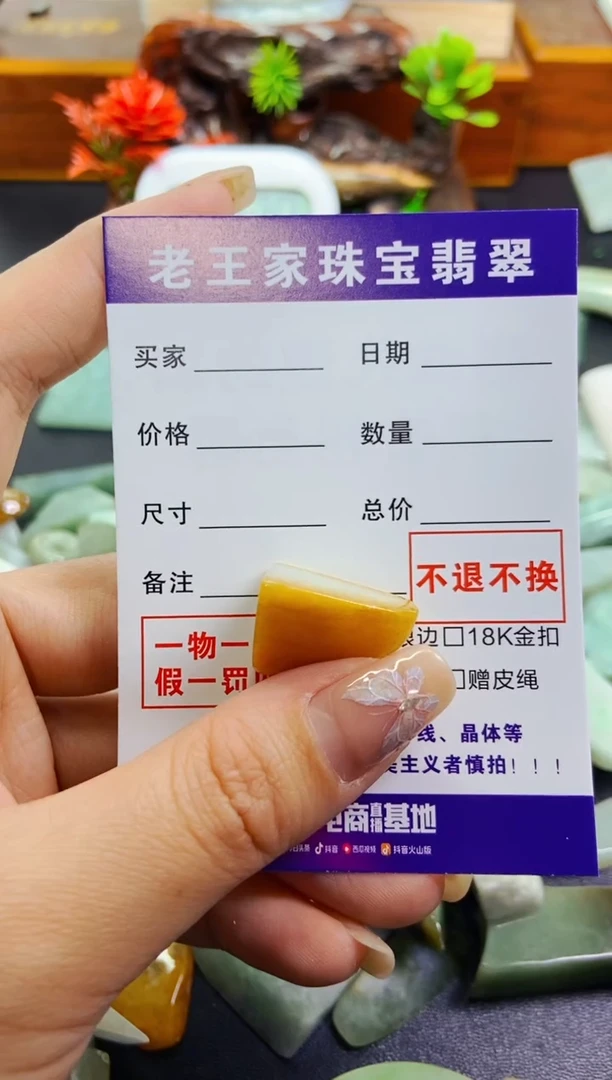 老王家珠宝翡翠
买家 日期
价格 数量
尺寸 总价
备注
不退不换
一物一
假一罚
边□18K金扣
□赠皮绳
线、晶体等
主义者慎拍！！！
电商直播基地
头条 抖音 西瓜视频 抖音火山版